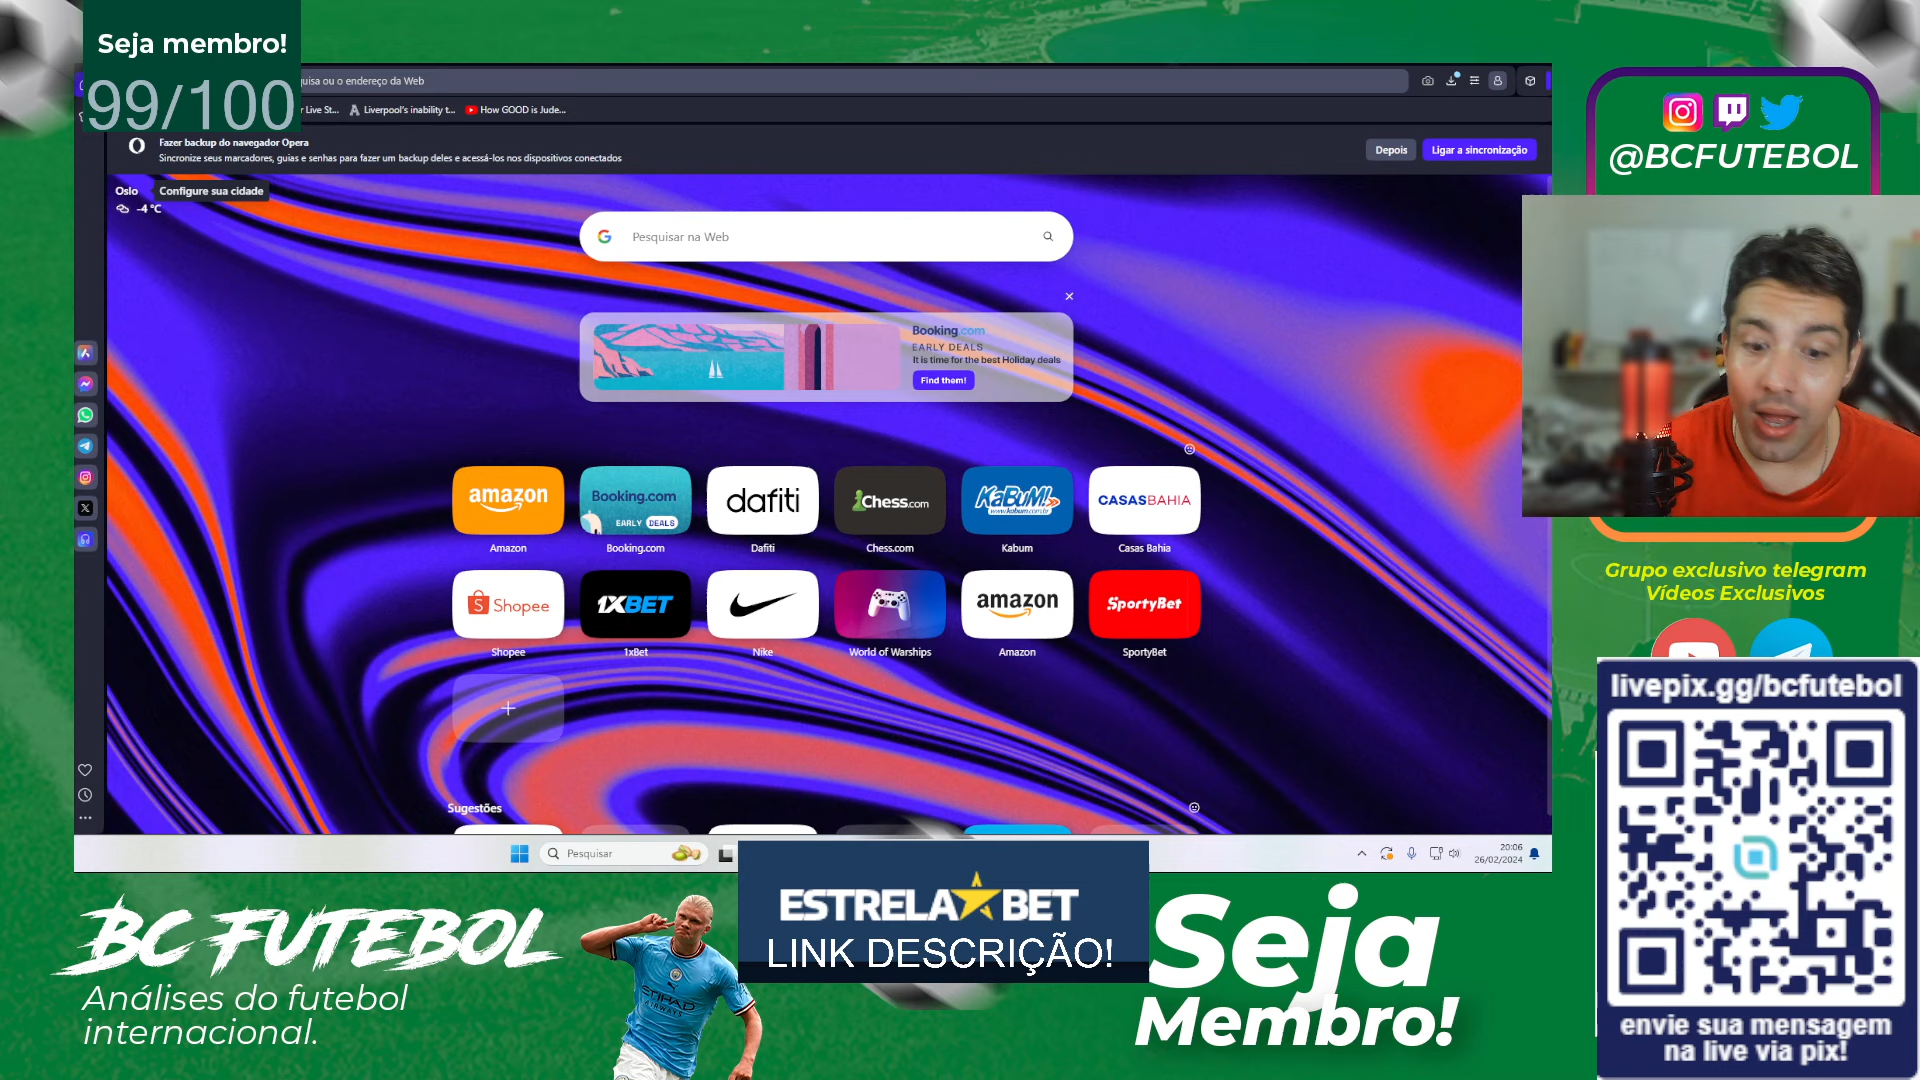 Seja membro!
99/100
uisa ou o endereço da Web
r Live St...
Liverpool's inability t...
How GOOD is Jude...
Fazer backup do navegador Opera
Sincronize seus marcadores, guias e senhas para fazer um backup deles e acessá-los nos dispositivos conectados
Depois
Ligar a sincronização
Oslo
Configure sua cidade
-4 °C
Pesquisar na Web
Booking.com
EARLY DEALS
It is time for the best Holiday deals
Find them!
amazon
Booking.com
EARLY DEALS
dafiti
Chess.com
KaBuM!
www.kabum.com.br
CASASBAHIA
Amazon
Booking.com
Dafiti
Chess.com
Kabum
Casas Bahia
Shopee
1XBET
amazon
SportyBet
Shopee
1xBet
Nike
World of Warships
Amazon
SportyBet
Sugestões
Pesquisar
20:06
26/02/2024
@BCFUTEBOL
Grupo exclusivo telegram
Vídeos Exclusivos
livepix.gg/bcfutebol
envie sua mensagem
na live via pix!
BC FUTEBOL
Análises do futebol
internacional.
ETIHAD
AIRWAYS
ESTRELABET
LINK DESCRIÇÃO!
Seja
Membro!